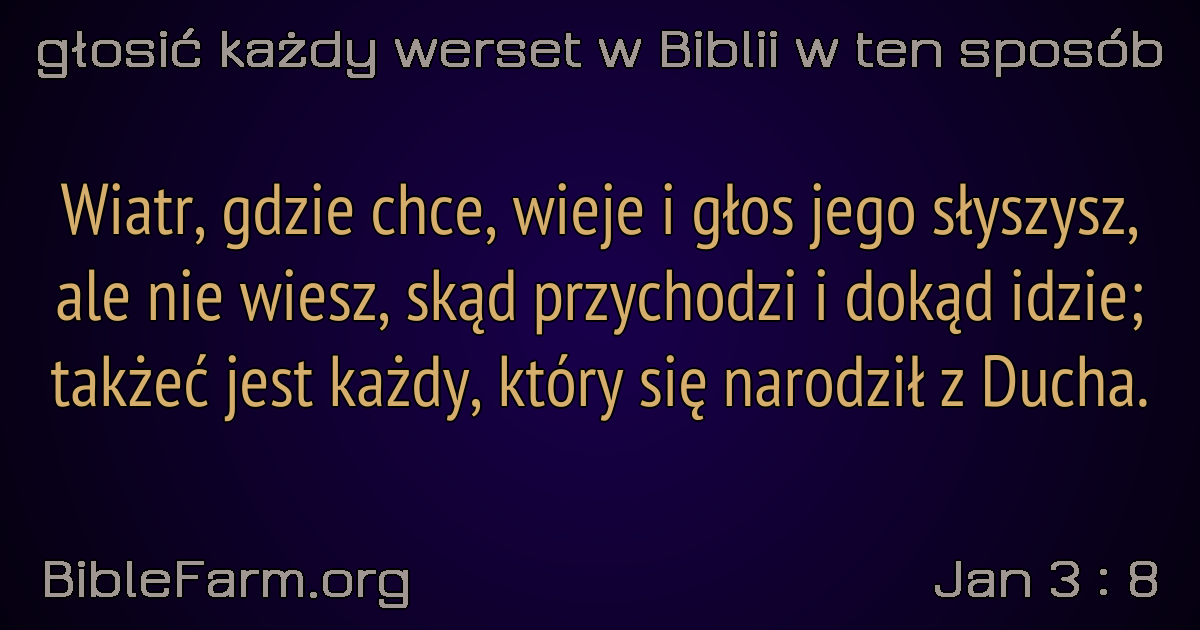 głosić każdy werset w Biblii w ten sposób
Wiatr, gdzie chce, wieje i głos jego słyszysz,
ale nie wiesz, skąd przychodzi i dokąd idzie;
takżeć jest każdy, który się narodził z Ducha.
BibleFarm.org
Jan 3 : 8